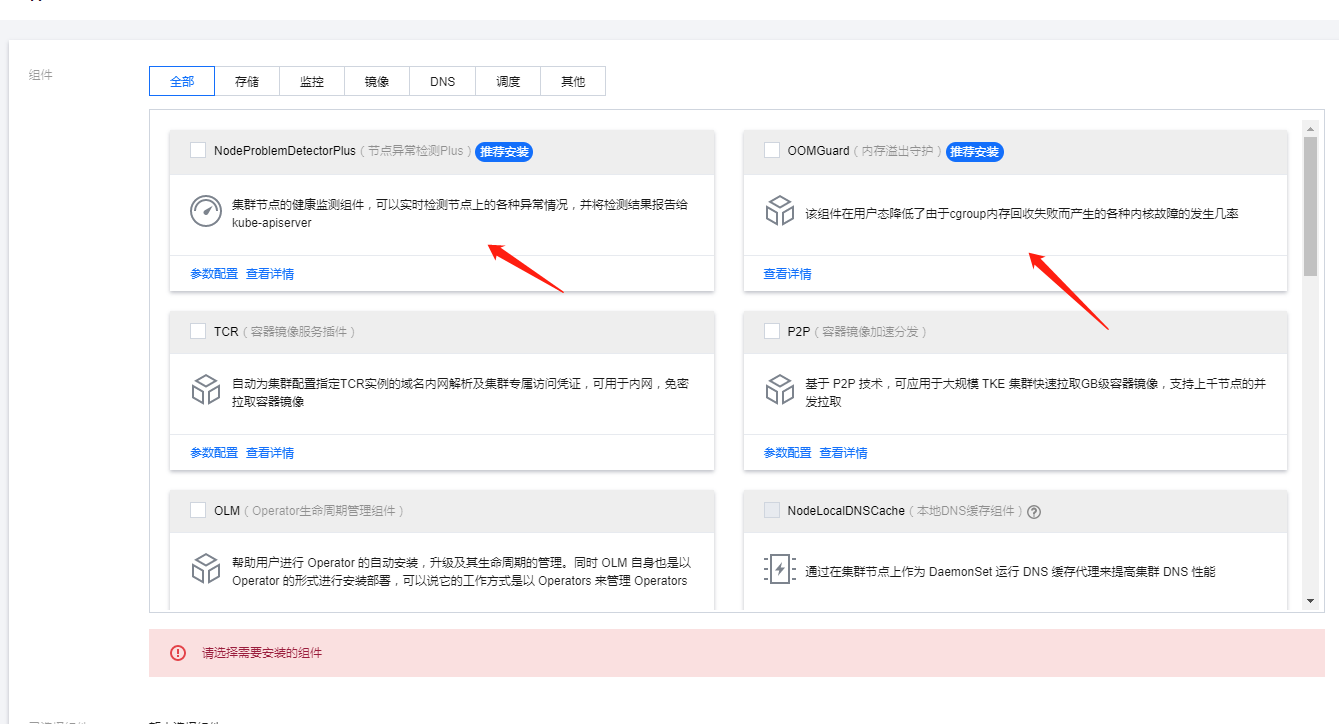 组件
全部 存储 监控 镜像 DNS 调度 其他
NodeProblemDetectorPlus（节点异常检测Plus）推荐安装
集群节点的健康监测组件，可以实时检测节点上的各种异常情况，并将检测结果报告给
kube-apiserver
参数配置 查看详情
OOMGuard（内存溢出守护）推荐安装
该组件在用户态降低了由于cgroup内存回收失败而产生的各种内核故障的发生几率
查看详情
TCR（容器镜像服务插件）
自动为集群配置指定TCR实例的域名内网解析及集群专属访问凭证，可用于内网，免密
拉取容器镜像
参数配置 查看详情
P2P（容器镜像加速分发）
基于 P2P 技术，可应用于大规模 TKE 集群快速拉取GB级容器镜像，支持上千节点的并
发拉取
参数配置 查看详情
OLM（Operator生命周期管理组件）
帮助用户进行 Operator 的自动安装，升级及其生命周期的管理。同时 OLM 自身也是以
Operator 的形式进行安装部署，可以说它的工作方式是以 Operators 来管理 Operators
NodeLocalDNSCache（本地DNS缓存组件）
通过在集群节点上作为 DaemonSet 运行 DNS 缓存代理来提高集群 DNS 性能
请选择需要安装的组件